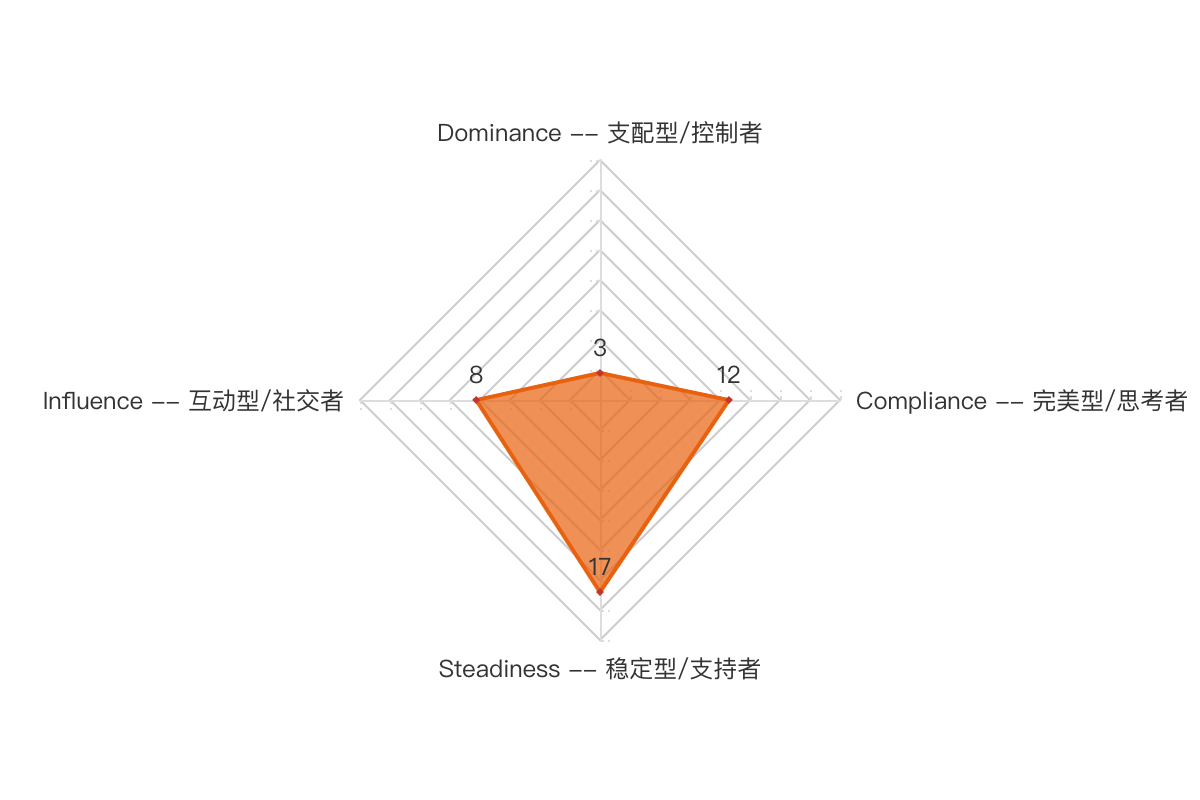 Dominance -- 支配型/控制者
3
8
12
Influence -- 互动型/社交者
Compliance -- 完美型/思考者
17
Steadiness -- 稳定型/支持者